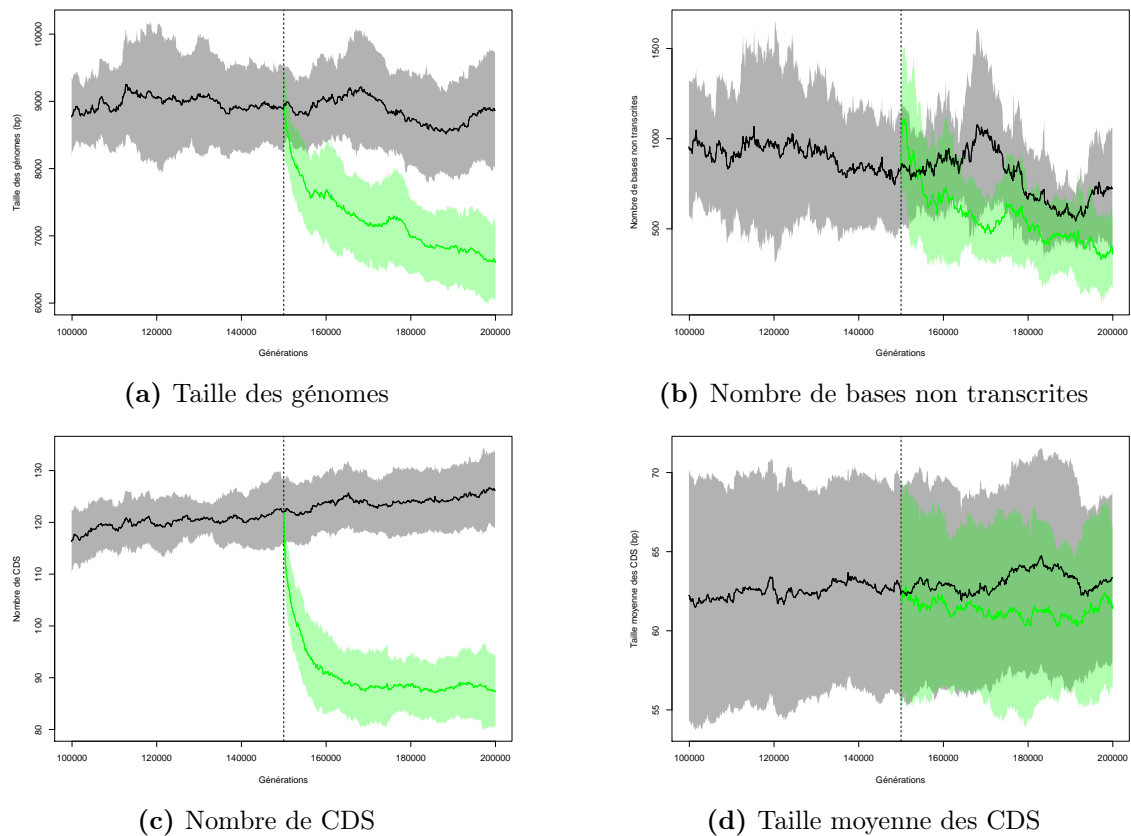 10000
9000
8000
7000
6000
Taille des génomes (bp)
100000 120000 140000 160000 180000 200000
Générations
(a) Taille des génomes
1500
1000
500
Nombre de bases non transcrites
100000 120000 140000 160000 180000 200000
Générations
(b) Nombre de bases non transcrites
130
120
110
100
90
80
Nombre de CDS
100000 120000 140000 160000 180000 200000
Générations
(c) Nombre de CDS
70
65
60
55
Taille moyenne des CDS (bp)
100000 120000 140000 160000 180000 200000
Générations
(d) Taille moyenne des CDS